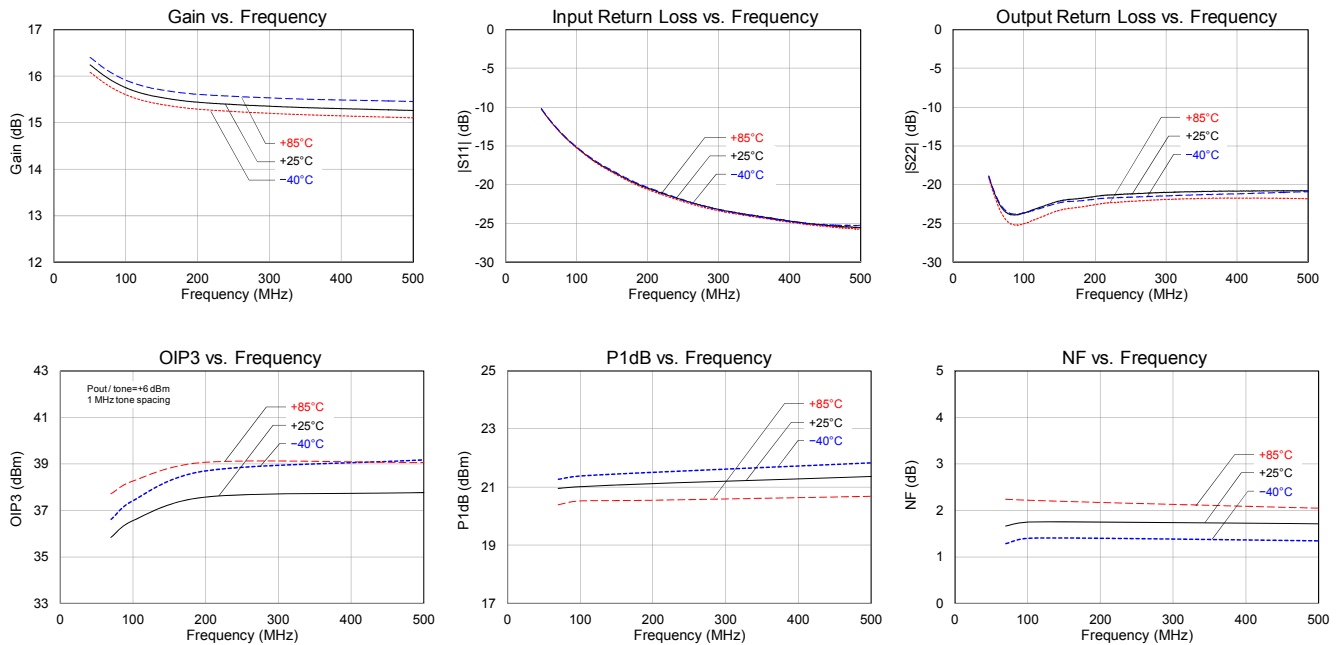 Gain vs. Frequency
17
16
15
14
13
12
Gain (dB)
+85°C
+25°C
−40°C
0
100
200
300
400
500
Frequency (MHz)
Input Return Loss vs. Frequency
0
-5
-10
-15
-20
-25
-30
|S11| (dB)
+85°C
+25°C
−40°C
0
100
200
300
400
500
Frequency (MHz)
Output Return Loss vs. Frequency
0
-5
-10
-15
-20
-25
-30
|S22| (dB)
+85°C
+25°C
−40°C
0
100
200
300
400
500
Frequency (MHz)
OIP3 vs. Frequency
43
41
39
37
35
33
OIP3 (dBm)
Pout / tone=+6 dBm
1 MHz tone spacing
+85°C
+25°C
−40°C
0
100
200
300
400
500
Frequency (MHz)
P1dB vs. Frequency
25
23
21
19
17
P1dB (dBm)
+85°C
+25°C
−40°C
0
100
200
300
400
500
Frequency (MHz)
NF vs. Frequency
5
4
3
2
1
0
NF (dB)
+85°C
+25°C
−40°C
0
100
200
300
400
500
Frequency (MHz)